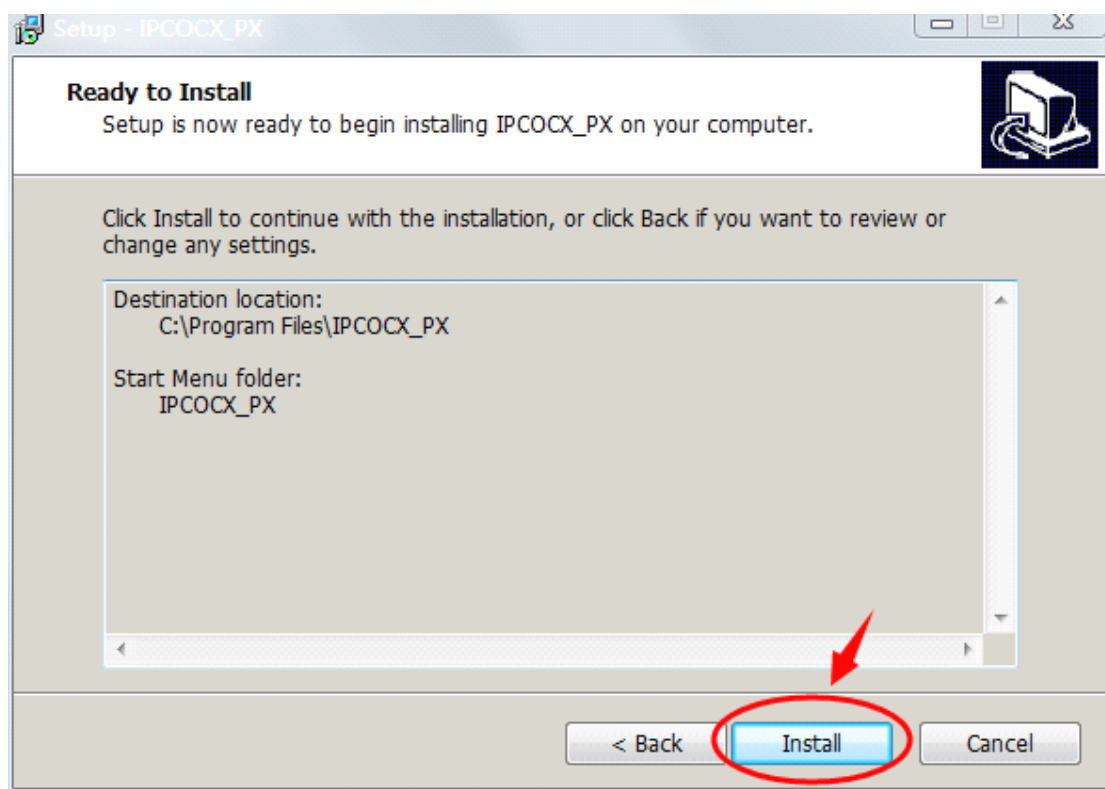 Setup - IPCOCX_PX
Ready to Install
Setup is now ready to begin installing IPCOCX_PX on your computer.
Click Install to continue with the installation, or click Back if you want to review or
change any settings.
Destination location:
C:\Program Files\IPCOCX_PX
Start Menu folder:
IPCOCX_PX
< Back
Install
Cancel